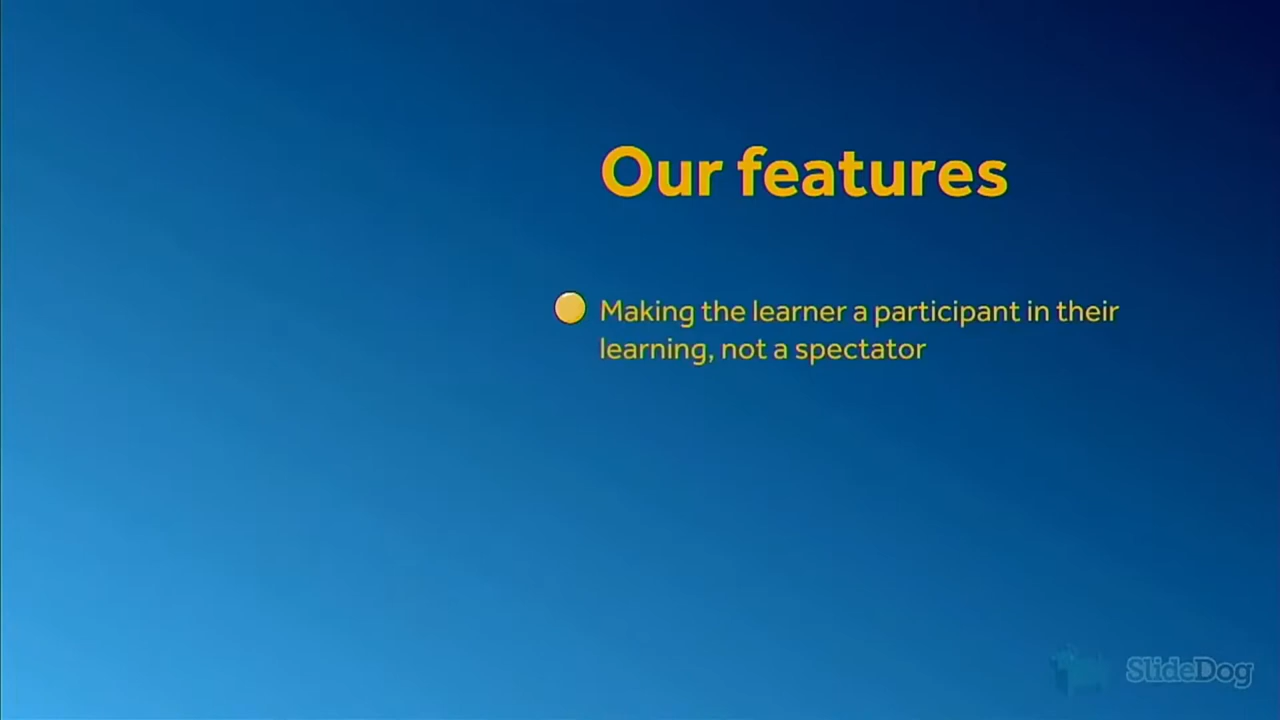 Our features
Making the learner a participant in their
learning, not a spectator
SlideDog